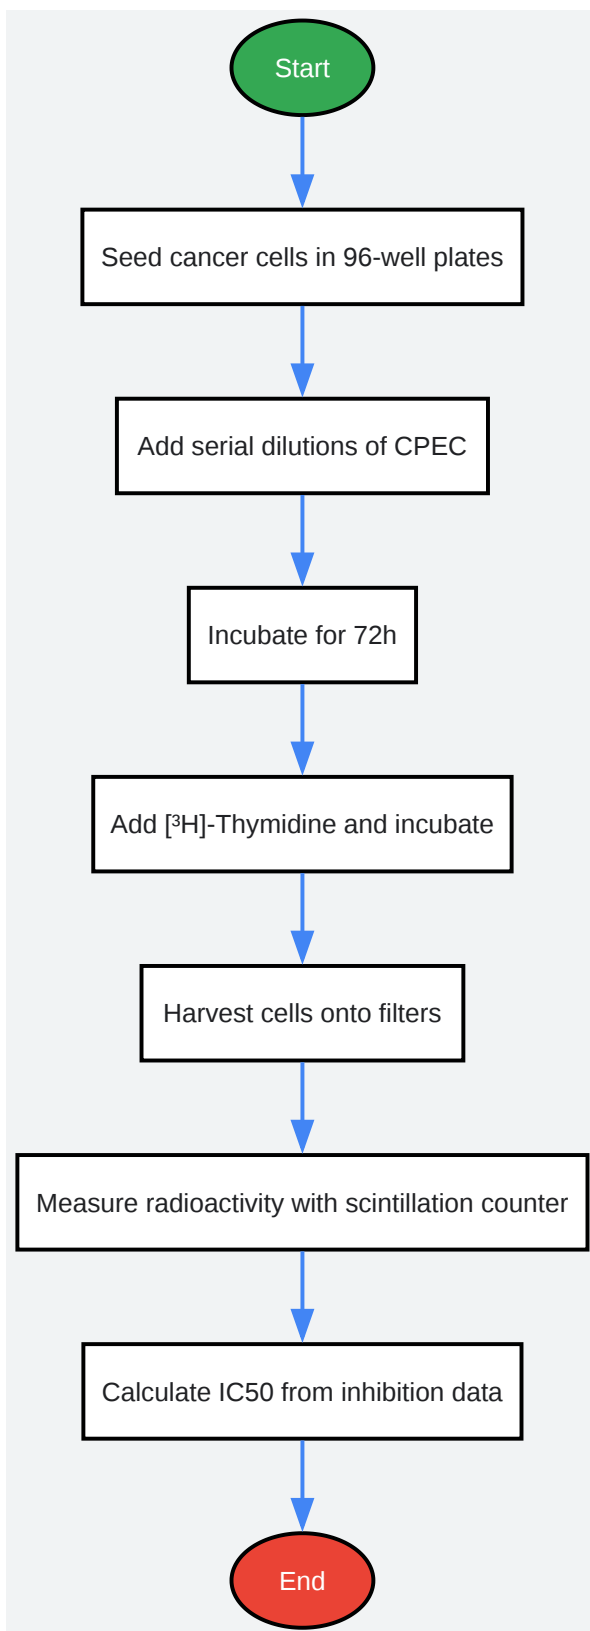 Start
Seed cancer cells in 96-well plates
Add serial dilutions of CPEC
Incubate for 72h
Add [³H]-Thymidine and incubate
Harvest cells onto filters
Measure radioactivity with scintillation counter
Calculate IC50 from inhibition data
End